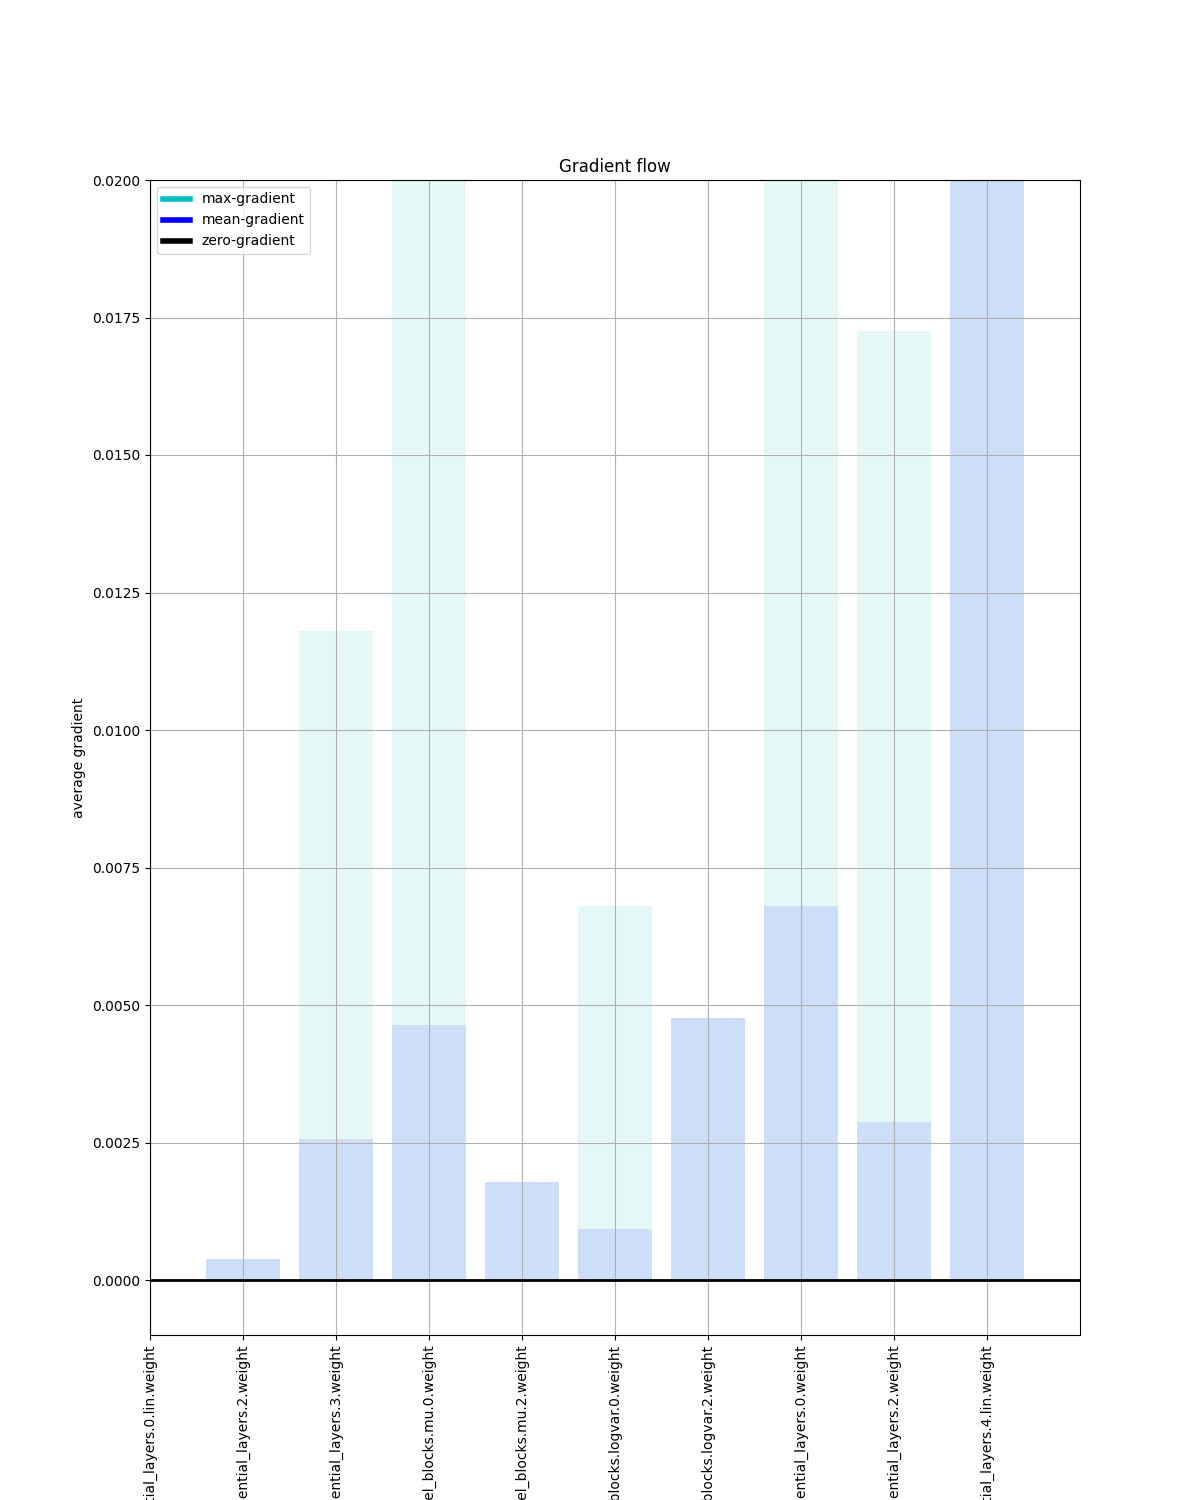 Gradient flow
max-gradient
mean-gradient
zero-gradient
0.0200
0.0175
0.0150
0.0125
0.0100
0.0075
0.0050
0.0025
0.0000
average gradient
tial_layers.0.lin.weight
ential_layers.2.weight
ential_layers.3.weight
el_blocks.mu.0.weight
el_blocks.mu.2.weight
blocks.logvar.0.weight
blocks.logvar.2.weight
ential_layers.0.weight
ential_layers.2.weight
tial_layers.4.lin.weight